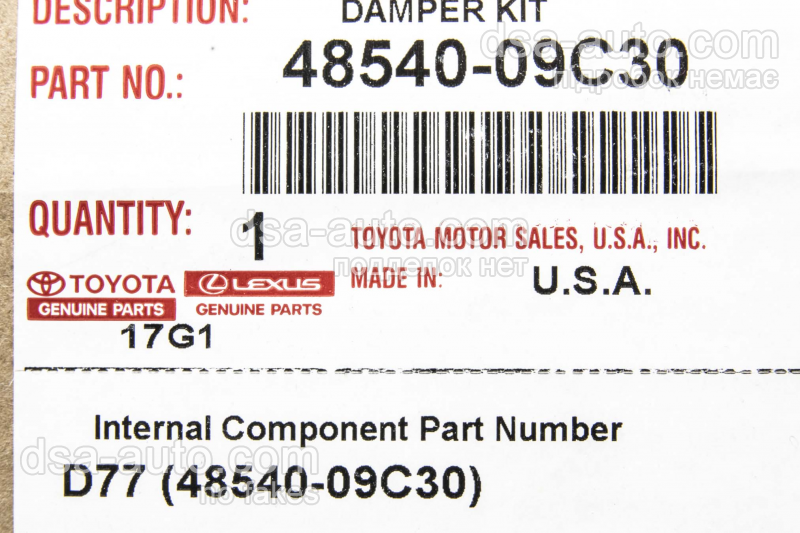 DESCRIPTION: DAMPER KIT
dsa-auto.com
PART NO.: 48540-09C30
підробок немає
QUANTITY: 1
dsa-auto.com
TOYOTA MOTOR SALES, U.S.A., INC.
подделок нет
MADE IN: U.S.A.
TOYOTA LEXUS
GENUINE PARTS GENUINE PARTS
17G1
Internal Component Part Number
dsa-auto.com
D77 (48540-09C30)
no fakes